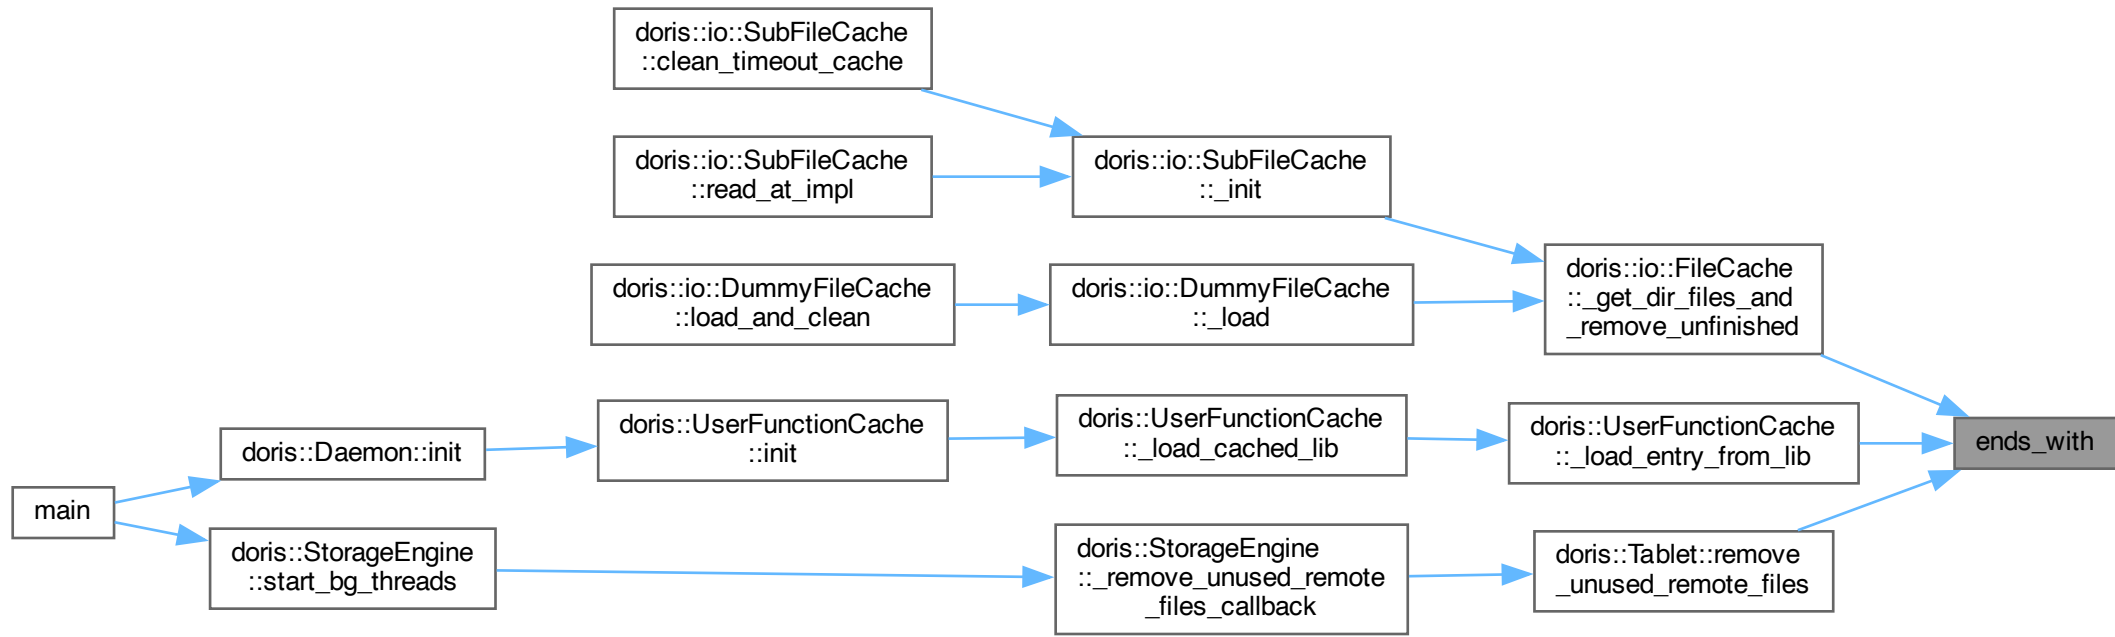 doris::io::SubFileCache
::clean_timeout_cache
doris::io::SubFileCache
::read_at_impl
doris::io::SubFileCache
::_init
doris::io::DummyFileCache
::load_and_clean
doris::io::DummyFileCache
::_load
doris::io::FileCache
::_get_dir_files_and
_remove_unfinished
main
doris::Daemon::init
doris::UserFunctionCache
::init
doris::UserFunctionCache
::_load_cached_lib
doris::UserFunctionCache
::_load_entry_from_lib
ends_with
doris::StorageEngine
::start_bg_threads
doris::StorageEngine
::_remove_unused_remote
_files_callback
doris::Tablet::remove
_unused_remote_files